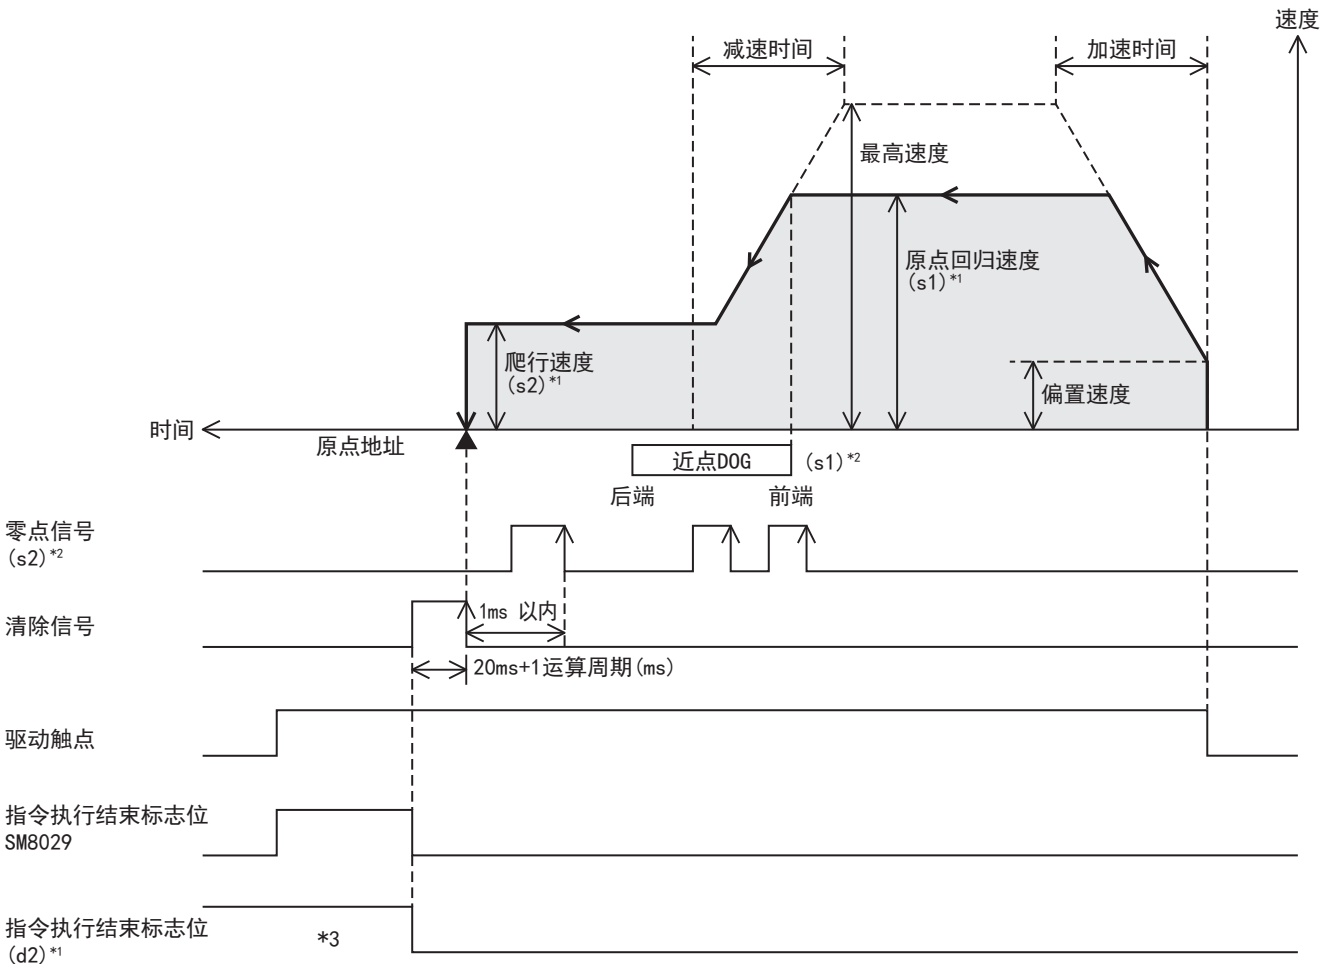 速度
减速时间
加速时间
最高速度
原点回归速度
(s1)*1
爬行速度
(s2)*1
偏置速度
时间
原点地址
近点DOG
(s1)*2
后端
前端
零点信号
(s2)*2
清除信号
1ms 以内
20ms+1运算周期(ms)
驱动触点
指令执行结束标志位
SM8029
指令执行结束标志位
(d2)*1
*3